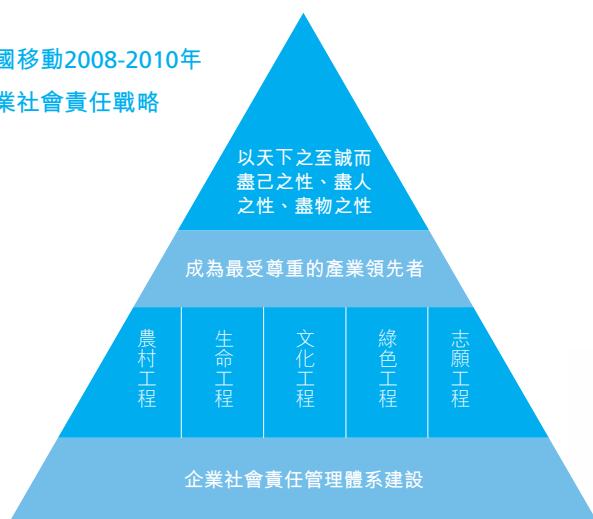 國移動2008-2010年
業社會責任戰略
以天下之至誠而
盡己之性、盡人
之性、盡物之性
成為最受尊重的產業領先者
農村工程
生命工程
文化工程
綠色工程
志願工程
企業社會責任管理體系建設